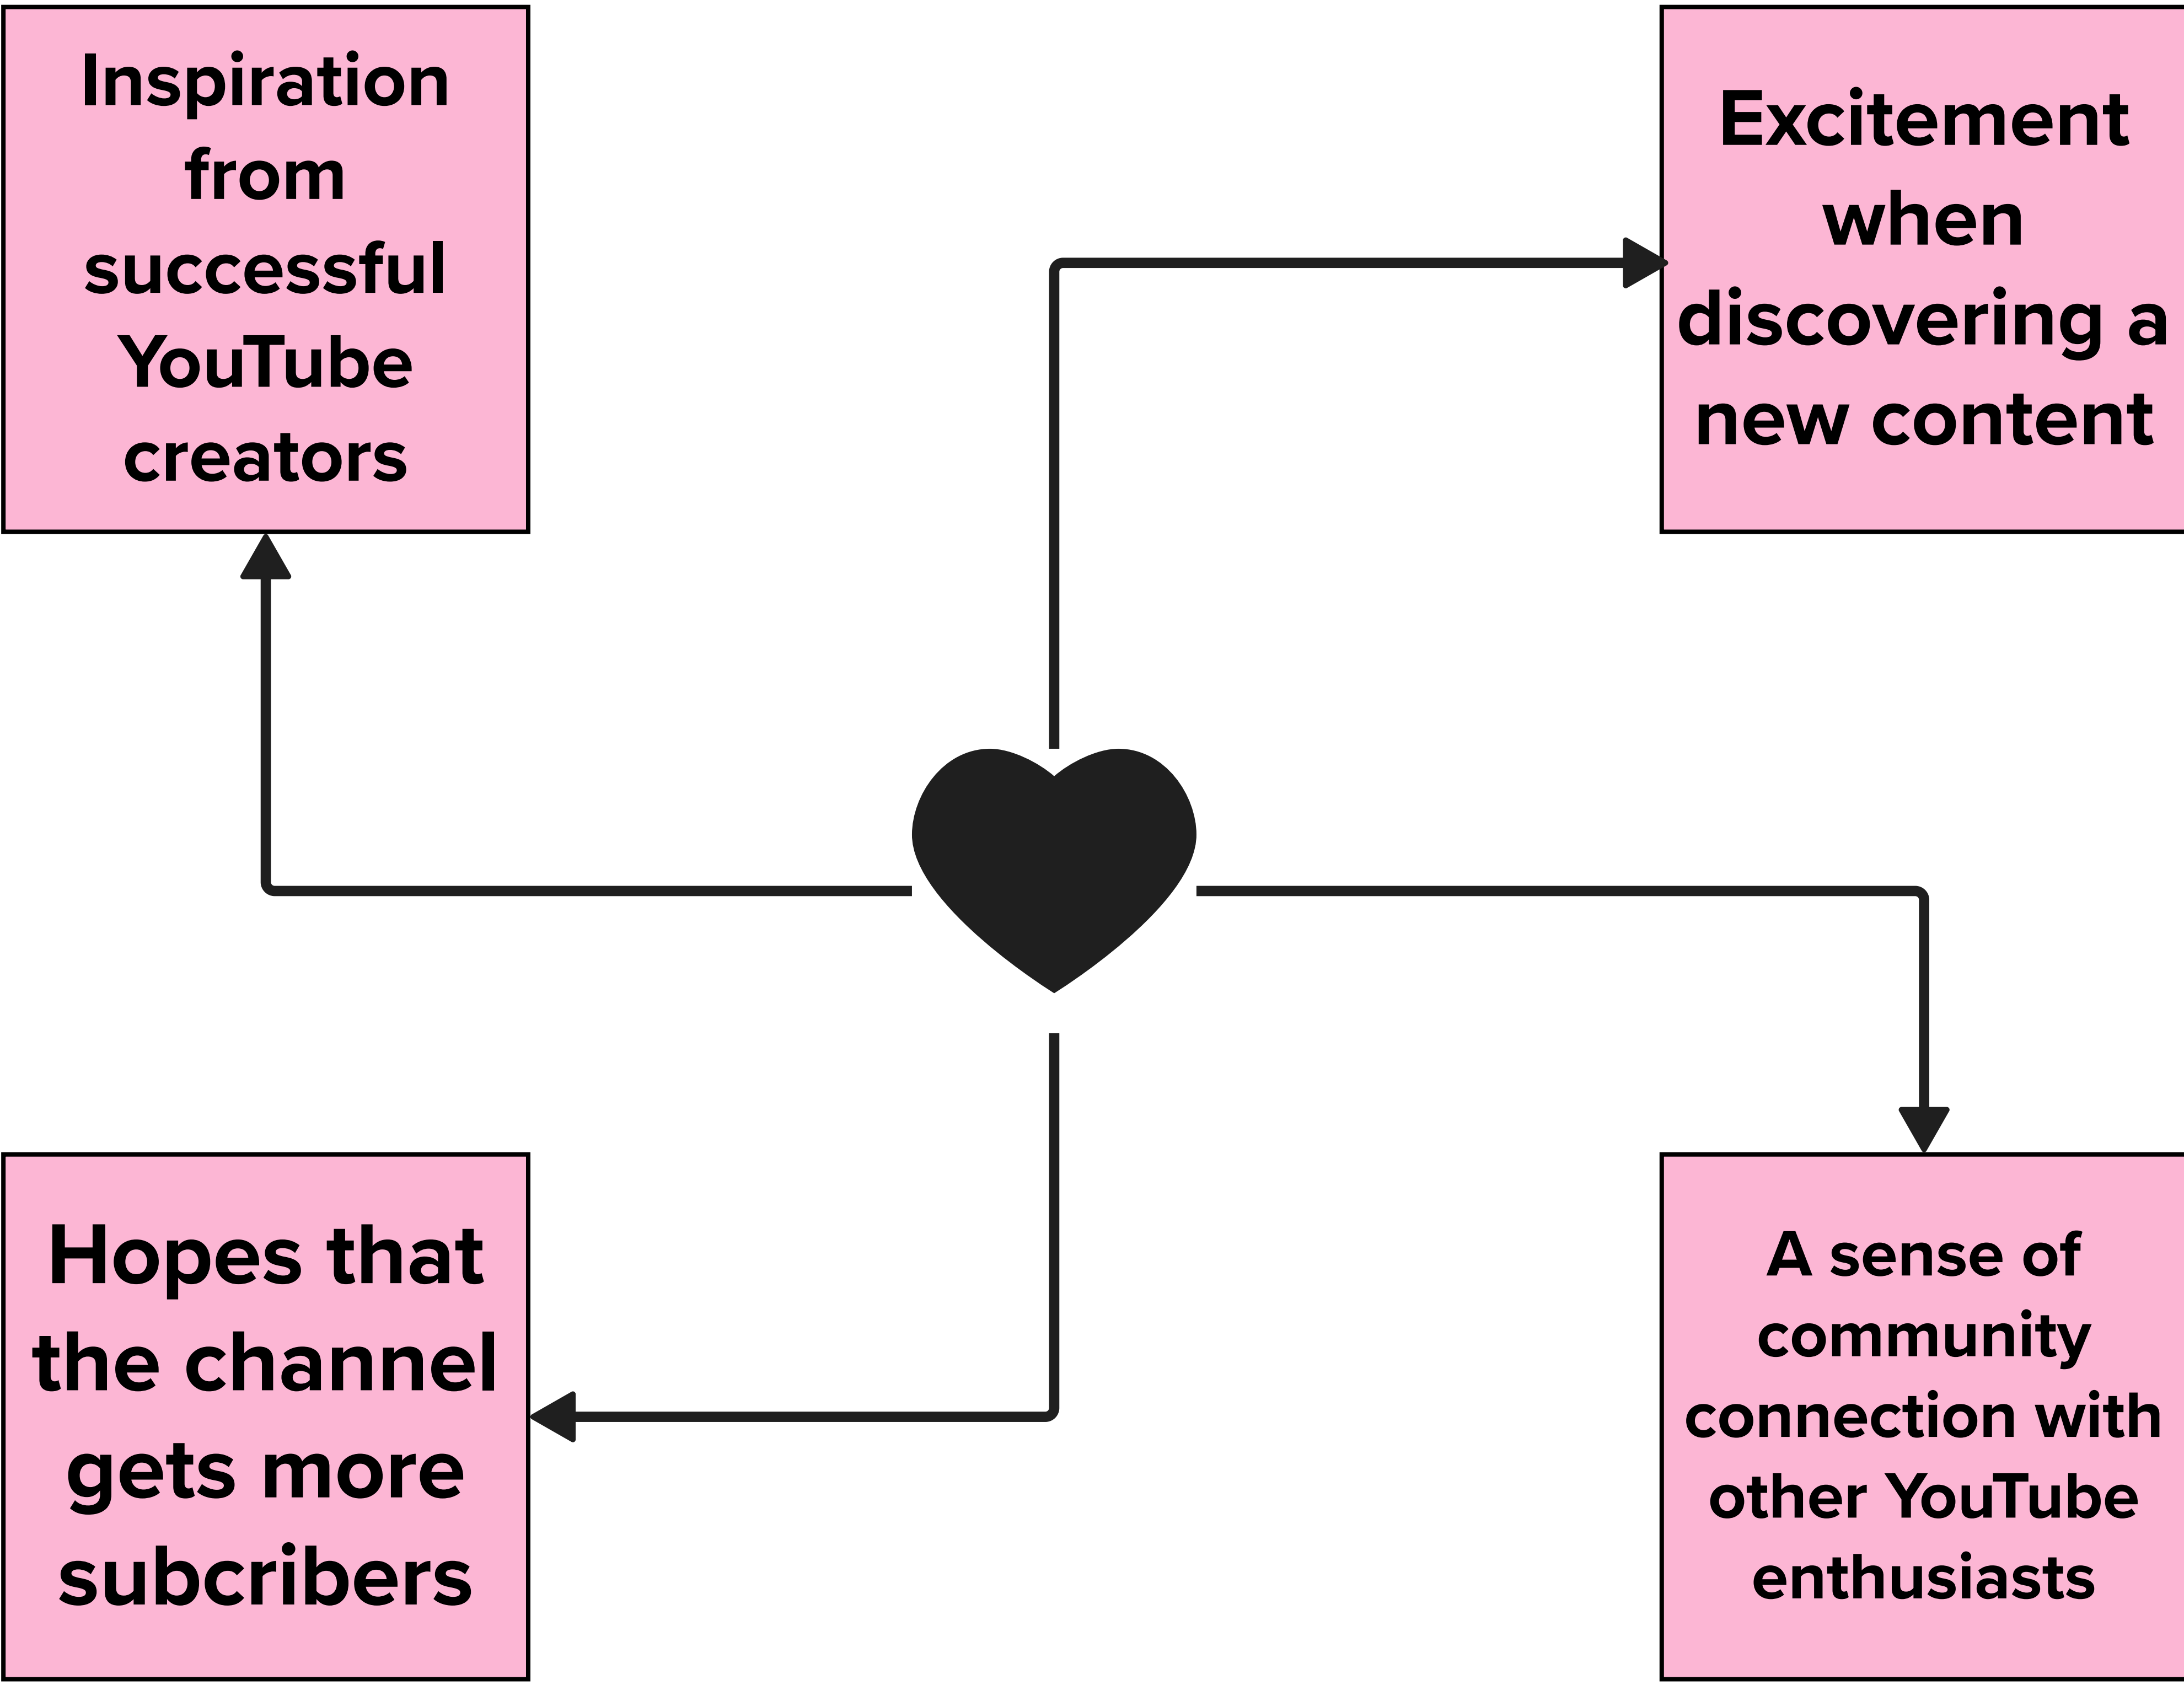 Inspiration
from
successful
YouTube
creators
Excitement
when
discovering a
new content
Hopes that
the channel
gets more
subcribers
A sense of
community
connection with
other YouTube
enthusiasts